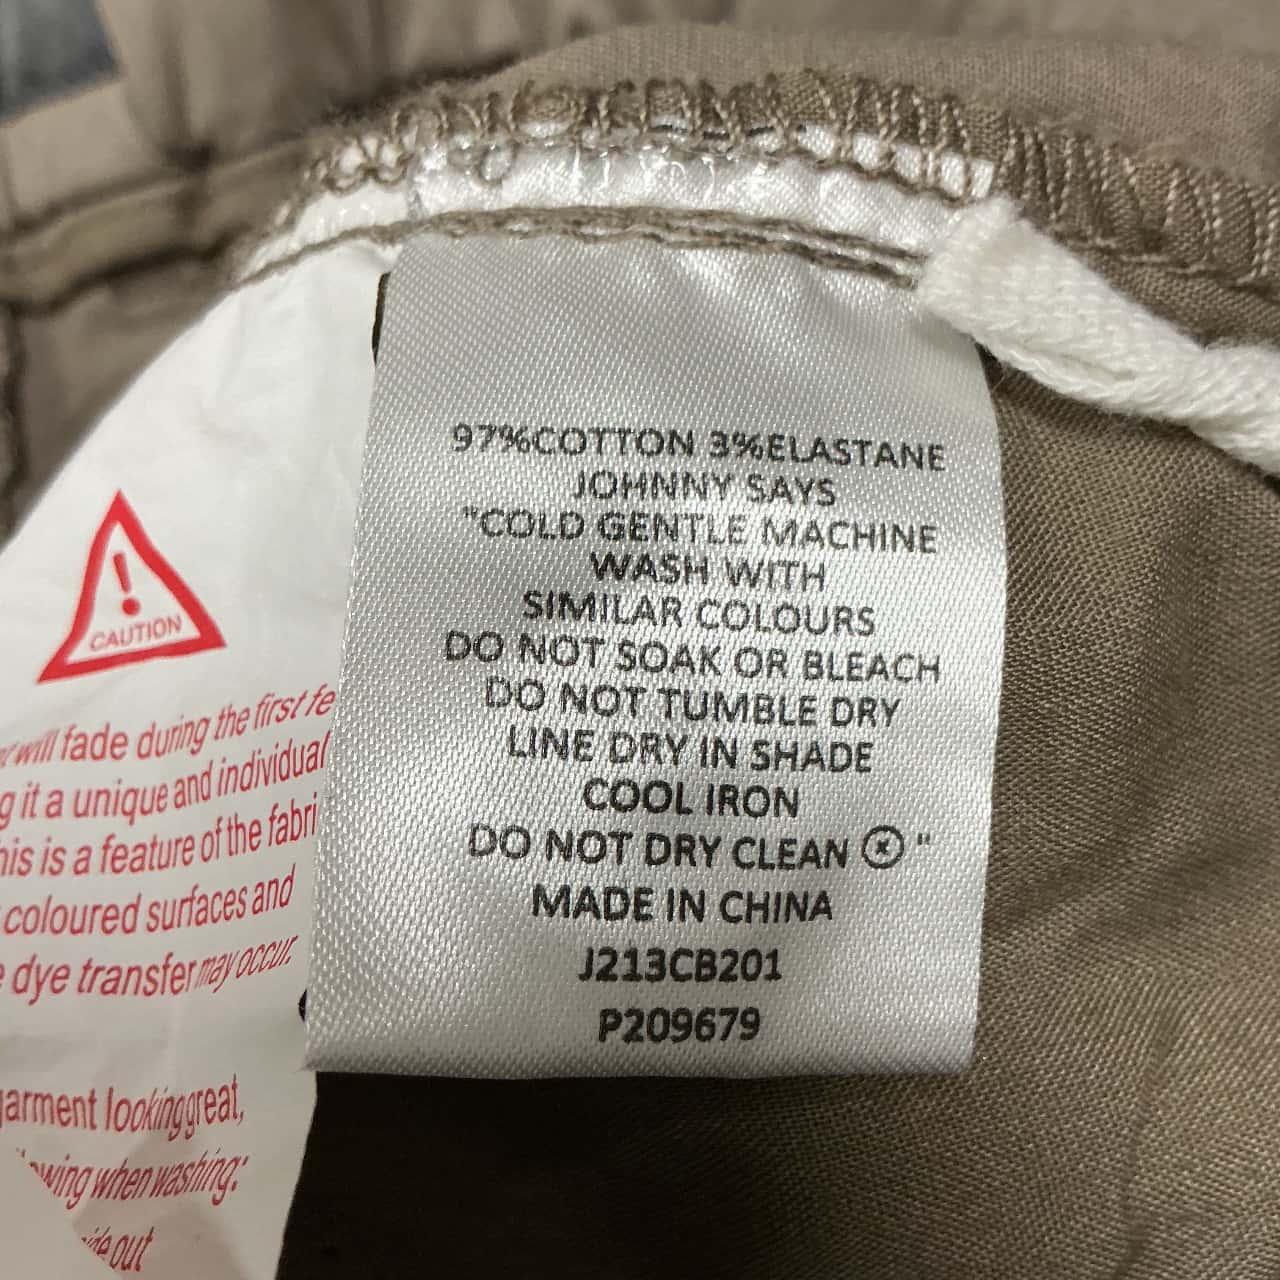 97%COTTON 3%ELASTANE
JOHNNY SAYS
"COLD GENTLE MACHINE
WASH WITH
SIMILAR COLOURS
DO NOT SOAK OR BLEACH
DO NOT TUMBLE DRY
LINE DRY IN SHADE
COOL IRON
DO NOT DRY CLEAN ⓧ "
MADE IN CHINA
J213CB201
P209679
CAUTION
will fade during the first fe
g it a unique and individual
his is a feature of the fabri
coloured surfaces and
e dye transfer may occur.
garment looking great,
wing when washing:
ide out